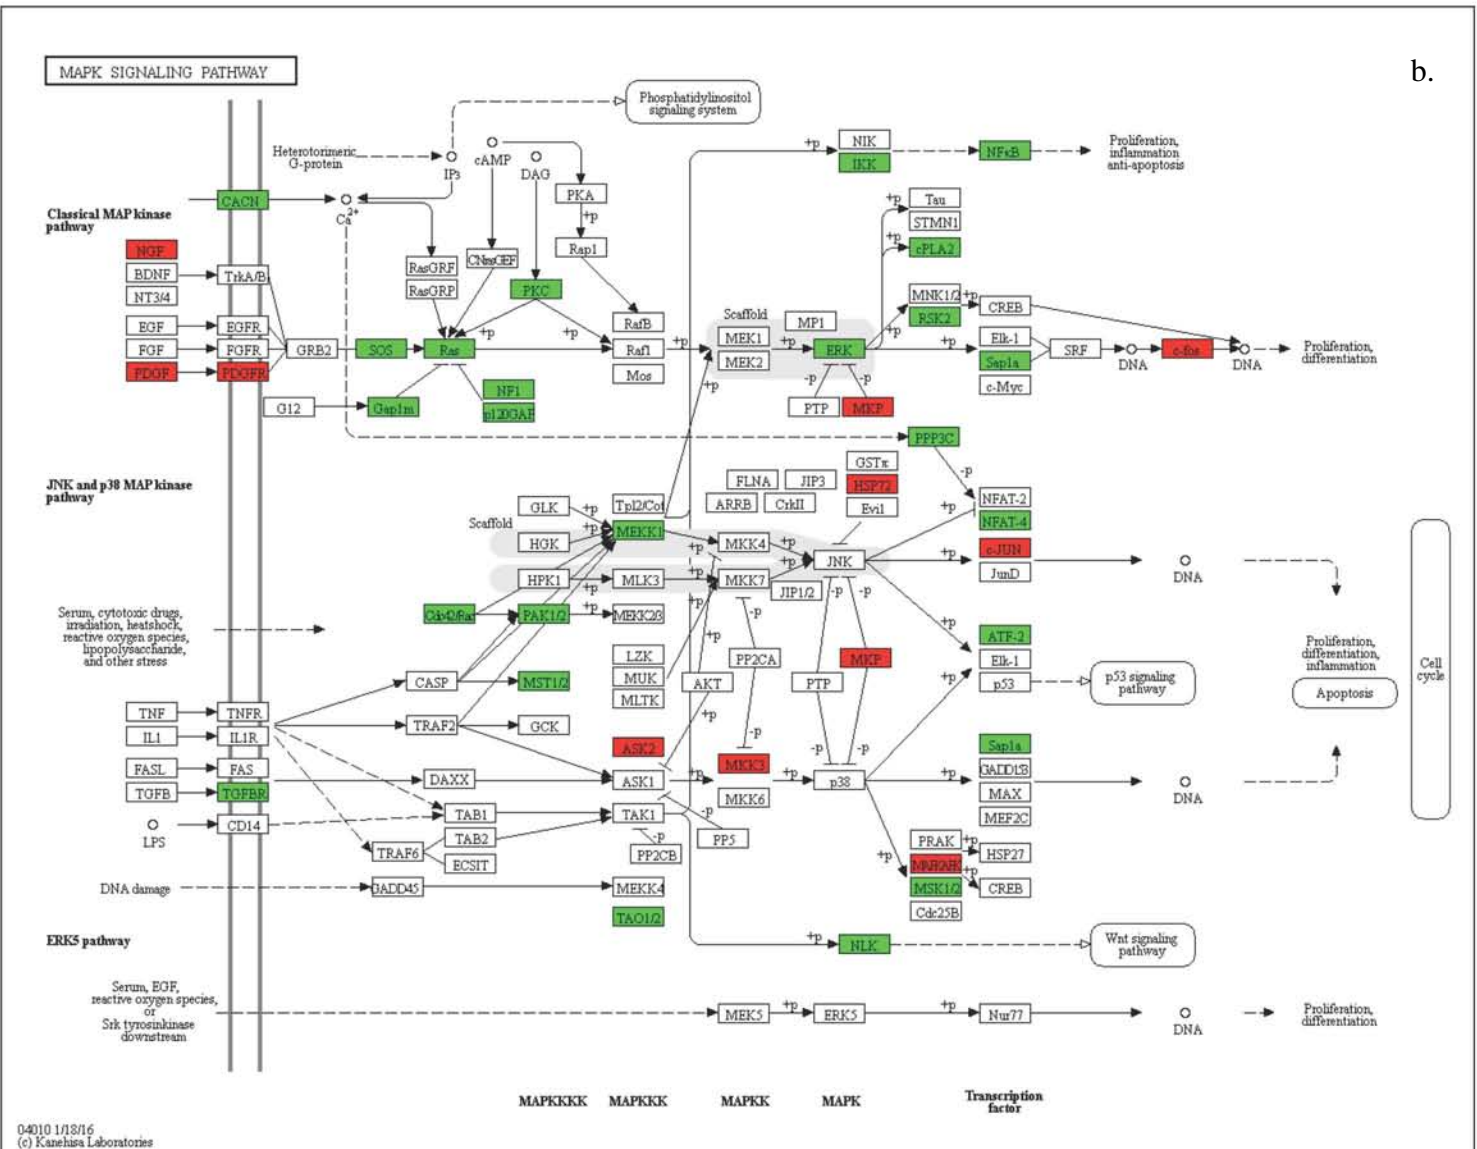 b.
MAPK SIGNALING PATHWAY
Phosphatidylinositol
signaling system
Heterotorimeric
G-protein
IP3
cAMP
DAG
PKA
+p
Rap1
+p
NIK
IKK
NFκB
Proliferation,
inflammation
anti-apoptosis
CACN
Ca2+
Classical MAP kinase
pathway
NGF
BDNF
NT3/4
TrkA/B
EGF
EGFR
FGF
FGFR
PDGF
PDGFR
GRB2
SOS
Ras
G12
Gap1m
NF1
p120GAP
RasGRF
RasGRP
CNrasGEF
PKC
+p
+p
RafB
Raf1
Mos
+p
+p
Scaffold
MEK1
MEK2
MP1
+p
ERK
-p
-p
PTP
MKP
+p
Tau
STMN1
+p
cPLA2
MNK1/2
RSK2
+p
+p
CREB
+p
Elk-1
Sap1a
c-Myc
SRF
DNA
c-fos
DNA
Proliferation,
differentiation
PPP3C
-p
NFAT-2
NFAT-4
JNK and p38 MAP kinase
pathway
Scaffold
GLK
HGK
HPK1
+p
+p
+p
Tpl2/Cot
MEKK1
MLK3
MEKK2/3
Cdc42/Rac
PAK1/2
+p
+p
LZK
MUK
MLTK
FLNA
JIP3
ARRB
CrkII
GSTπ
HSP72
Evi1
+p
MKK4
+p
+p
MKK7
+p
JIP1/2
JNK
+p
+p
c-JUN
JunD
DNA
+p
ATF-2
Elk-1
p53
+p
p53 signaling
pathway
Serum, cytotoxic drugs,
irradiation, heatshock,
reactive oxygen species,
lipopolysaccharide,
and other stress
CASP
MST1/2
TRAF2
GCK
AKT
+p
+p
PP2CA
-p
-p
PTP
MKP
-p
-p
-p
-p
TNF
TNFR
IL1
IL1R
FASL
FAS
TGFB
TGFBR
LPS
CD14
DAXX
TAB1
TAB2
ECSIT
TRAF6
ASK2
ASK1
TAK1
+p
-p
PP5
-p
PP2CB
MKK3
MKK6
+p
p38
+p
Sap1a
GADD153
MAX
MEF2C
DNA
+p
PRAK
MAPKAPK
MSK1/2
Cdc25B
+p
+p
HSP27
CREB
DNA damage
GADD45
MEKK4
TAO1/2
+p
NLK
Wnt signaling
pathway
Proliferation,
differentiation,
inflammation
Apoptosis
Cell
cycle
ERK5 pathway
Serum, EGF,
reactive oxygen species,
or
Srk tyrosinkinase
downstream
MEK5
+p
ERK5
+p
Nur77
DNA
Proliferation,
differentiation
MAPKKKK
MAPKKK
MAPKK
MAPK
Transcription
factor
04010 1/18/16
(c) Kanehisa Laboratories